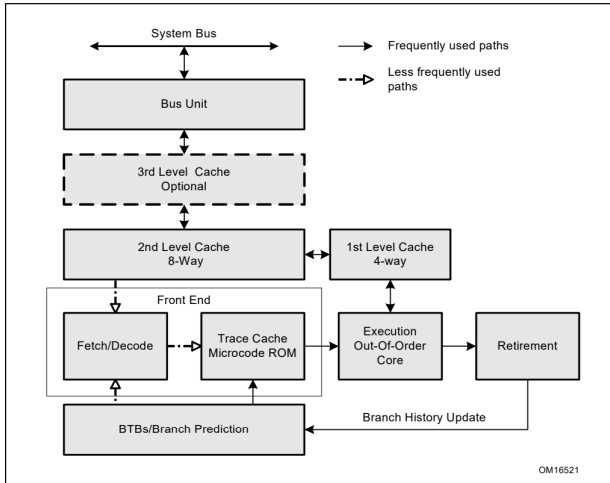 System Bus
Frequently used paths
Less frequently used
paths
Bus Unit
3rd Level Cache
Optional
2nd Level Cache
8-Way
1st Level Cache
4-way
Front End
Fetch/Decode
Trace Cache
Microcode ROM
Execution
Out-Of-Order
Core
Retirement
BTBs/Branch Prediction
Branch History Update
OM16521